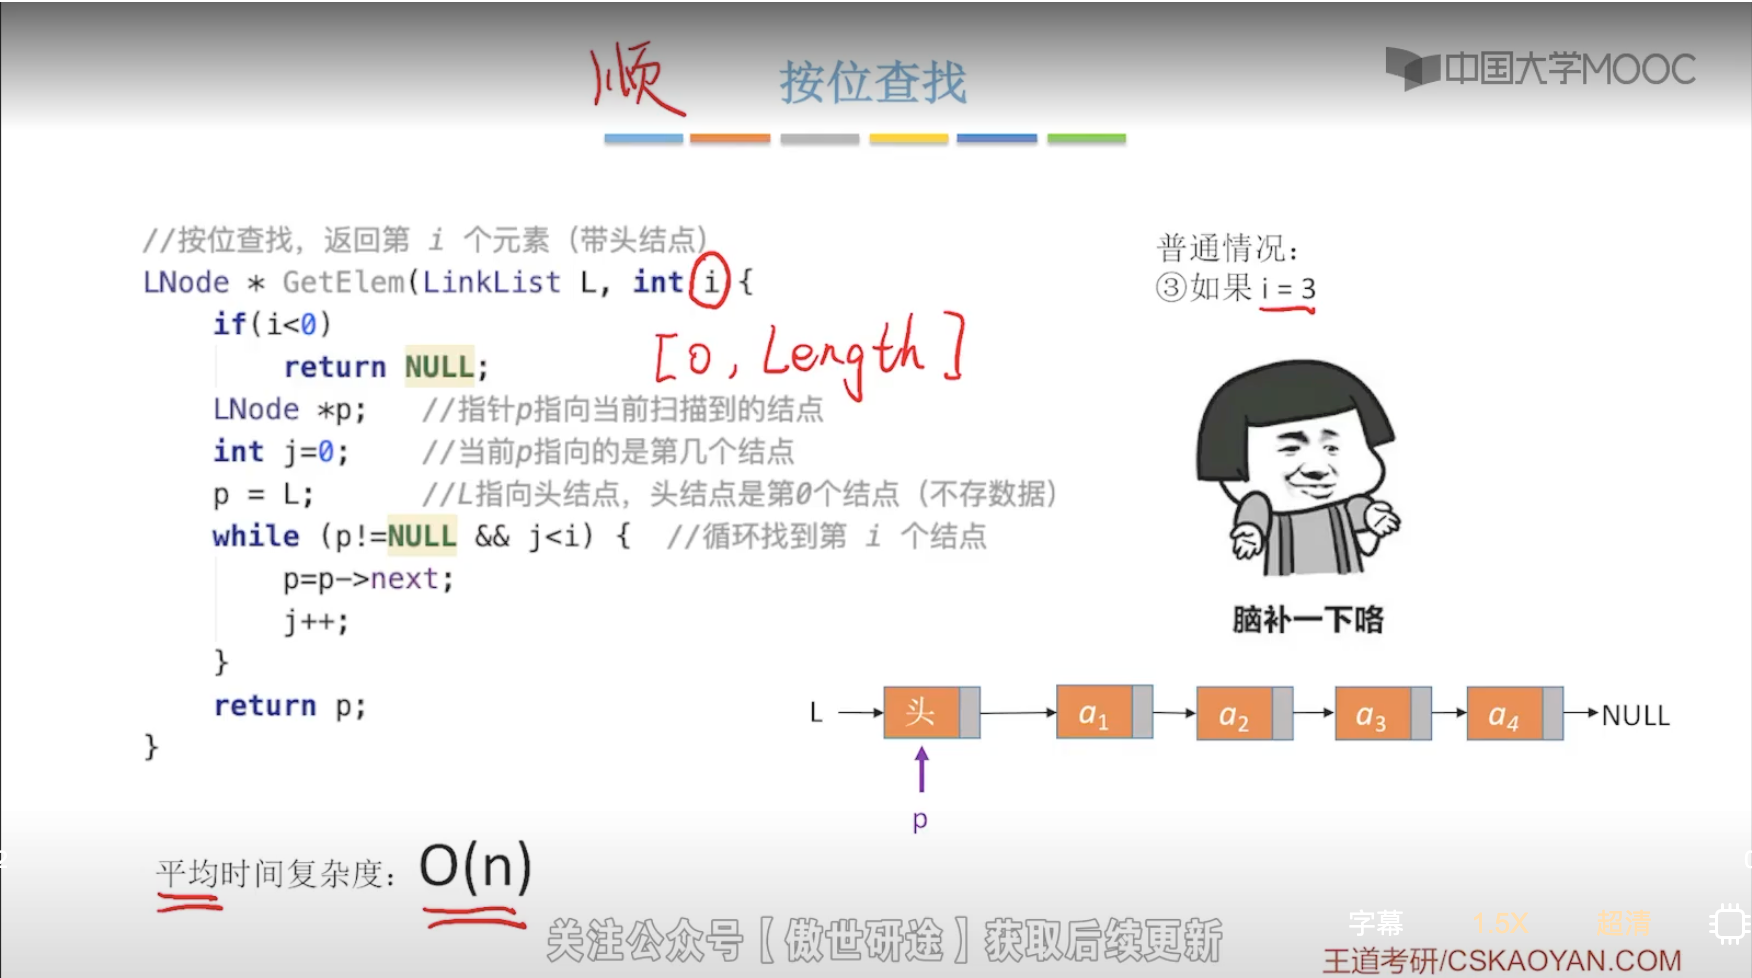 顺 按位查找
中国大学MOOC
//按位查找，返回第 i 个元素（带头结点）
LNode * GetElem(LinkList L, int i {
if(i<0)
return NULL;
[0, Length]
LNode *p; //指针p指向当前扫描到的结点
int j=0; //当前p指向的是第几个结点
p = L; //L指向头结点，头结点是第0个结点（不存数据）
while (p!=NULL && j<i) { //循环找到第 i 个结点
p=p->next;
j++;
}
return p;
}
普通情况：
③如果 i = 3
脑补一下咯
L 头 a1 a2 a3 a4 NULL
p
平均时间复杂度：O(n)
关注公众号【傲世研途】获取后续更新
字幕 1.5X 超清
王道考研/CSKAOYAN.COM